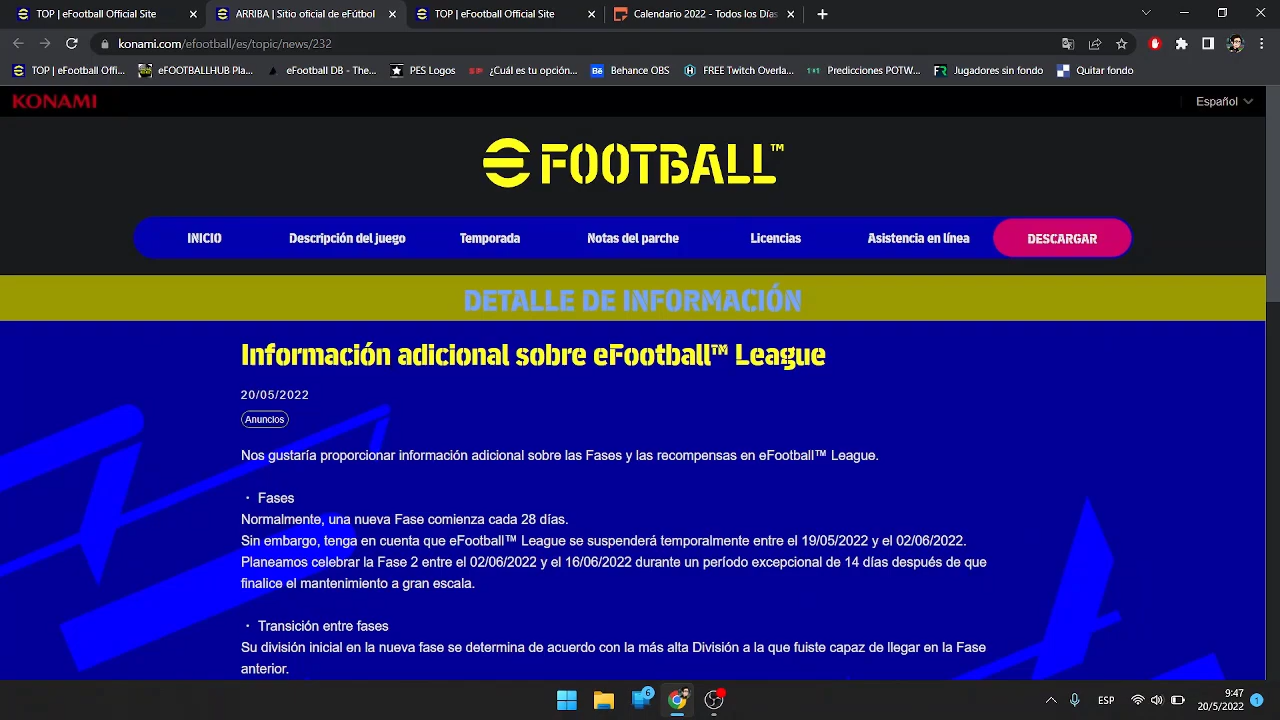 TOP | eFootball Official Site
ARRIBA | Sitio oficial de eFútbol
TOP | eFootball Official Site
Calendario 2022 - Todos los Días
konami.com/efootball/es/topic/news/232
TOP | eFootball Offi...
eFOOTBALLHUB,Pla...
eFootball DB - The...
PES Logos
¿Cuál es tu opción...
Behance OBS
FREE Twitch Overla...
Predicciones POTW...
Jugadores sin fondo
Quitar fondo
KONAMI
Español
FOOTBALL™
INICIO
Descripción del juego
Temporada
Notas del parche
Licencias
Asistencia en línea
DESCARGAR
DETALLE DE INFORMACIÓN
Información adicional sobre eFootball™ League
20/05/2022
Anuncios
Nos gustaría proporcionar información adicional sobre las Fases y las recompensas en eFootball™ League.
・ Fases
Normalmente, una nueva Fase comienza cada 28 días.
Sin embargo, tenga en cuenta que eFootball™ League se suspenderá temporalmente entre el 19/05/2022 y el 02/06/2022.
Planeamos celebrar la Fase 2 entre el 02/06/2022 y el 16/06/2022 durante un período excepcional de 14 días después de que
finalice el mantenimiento a gran escala.
・ Transición entre fases
Su división inicial en la nueva fase se determina de acuerdo con la más alta División a la que fuiste capaz de llegar en la Fase
anterior.
6
ESP
9:47
20/5/2022
1